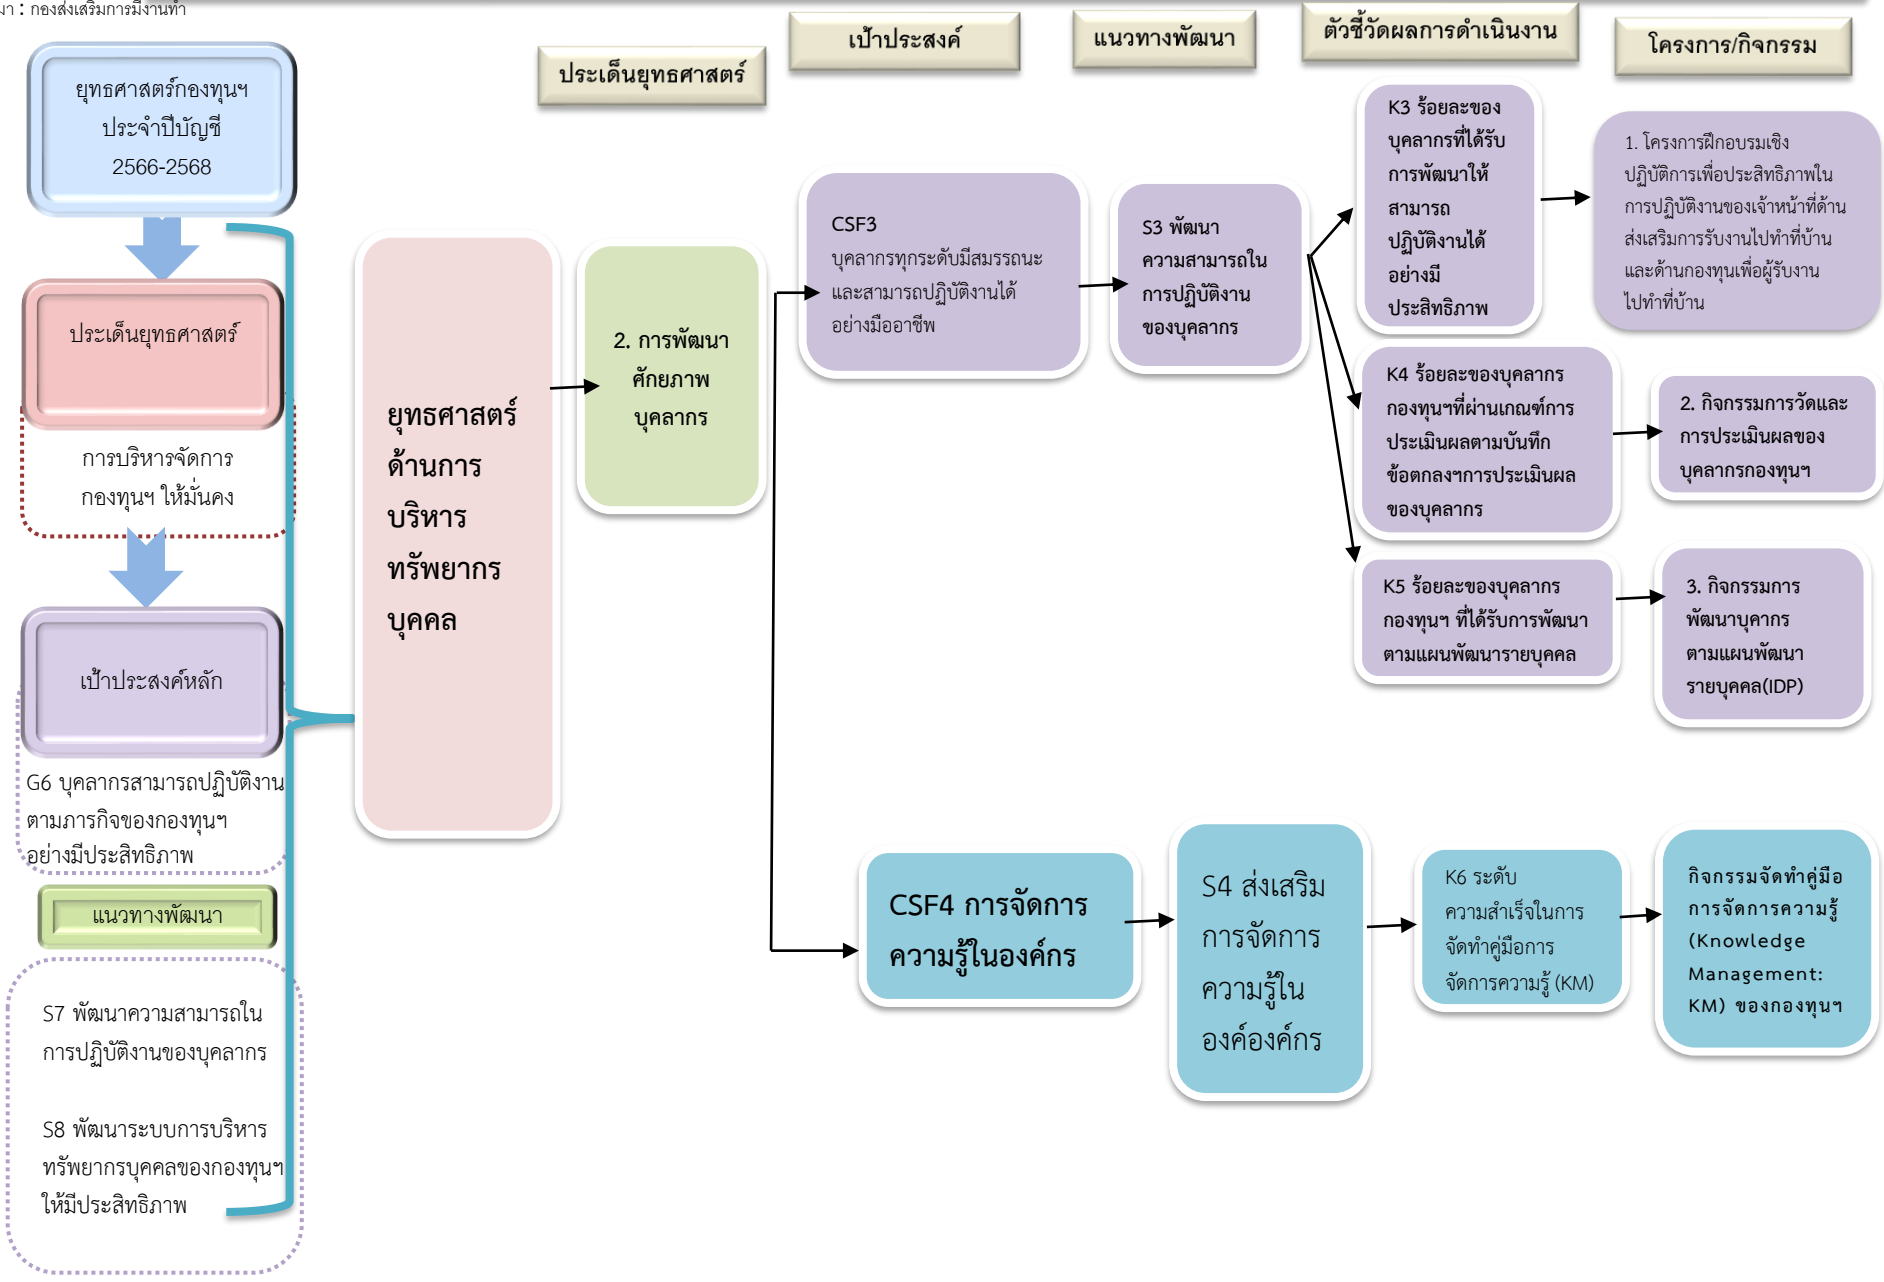 : กองส่งเสริมการมีงานทำ
ยุทธศาสตร์กองทุนฯ
ประจำปีบัญชี
2566-2568
ประเด็นยุทธศาสตร์
การบริหารจัดการ
กองทุนฯ ให้มั่นคง
เป้าประสงค์หลัก
G6 บุคลากรสามารถปฏิบัติงาน
ตามภารกิจของกองทุนฯ
อย่างมีประสิทธิภาพ
แนวทางพัฒนา
S7 พัฒนาความสามารถใน
การปฏิบัติงานของบุคลากร
S8 พัฒนาระบบการบริหาร
ทรัพยากรบุคคลของกองทุนฯ
ให้มีประสิทธิภาพ
ยุทธศาสตร์
ด้านการ
บริหาร
ทรัพยากร
บุคคล
ประเด็นยุทธศาสตร์
2. การพัฒนา
ศักยภาพ
บุคลากร
เป้าประสงค์
CSF3
บุคลากรทุกระดับมีสมรรถนะ
และสามารถปฏิบัติงานได้
อย่างมืออาชีพ
CSF4 การจัดการ
ความรู้ในองค์กร
แนวทางพัฒนา
S3 พัฒนา
ความสามารถใน
การปฏิบัติงาน
ของบุคลากร
S4 ส่งเสริม
การจัดการ
ความรู้ใน
องค์องค์กร
ตัวชี้วัดผลการดำเนินงาน
K3 ร้อยละของ
บุคลากรที่ได้รับ
การพัฒนาให้
สามารถ
ปฏิบัติงานได้
อย่างมี
ประสิทธิภาพ
K4 ร้อยละของบุคลากร
กองทุนฯที่ผ่านเกณฑ์การ
ประเมินผลตามบันทึก
ข้อตกลงฯการประเมินผล
ของบุคลากร
K5 ร้อยละของบุคลากร
กองทุนฯ ที่ได้รับการพัฒนา
ตามแผนพัฒนารายบุคคล
K6 ระดับ
ความสำเร็จในการ
จัดทำคู่มือการ
จัดการความรู้ (KM)
โครงการ/กิจกรรม
1. โครงการฝึกอบรมเชิง
ปฏิบัติการเพื่อประสิทธิภาพใน
การปฏิบัติงานของเจ้าหน้าที่ด้าน
ส่งเสริมการรับงานไปทำที่บ้าน
และด้านกองทุนเพื่อผู้รับงาน
ไปทำที่บ้าน
2. กิจกรรมการวัดและ
การประเมินผลของ
บุคลากรกองทุนฯ
3. กิจกรรมการ
พัฒนาบุคากร
ตามแผนพัฒนา
รายบุคคล(IDP)
กิจกรรมจัดทำคู่มือ
การจัดการความรู้
(Knowledge
Management:
KM) ของกองทุนฯ